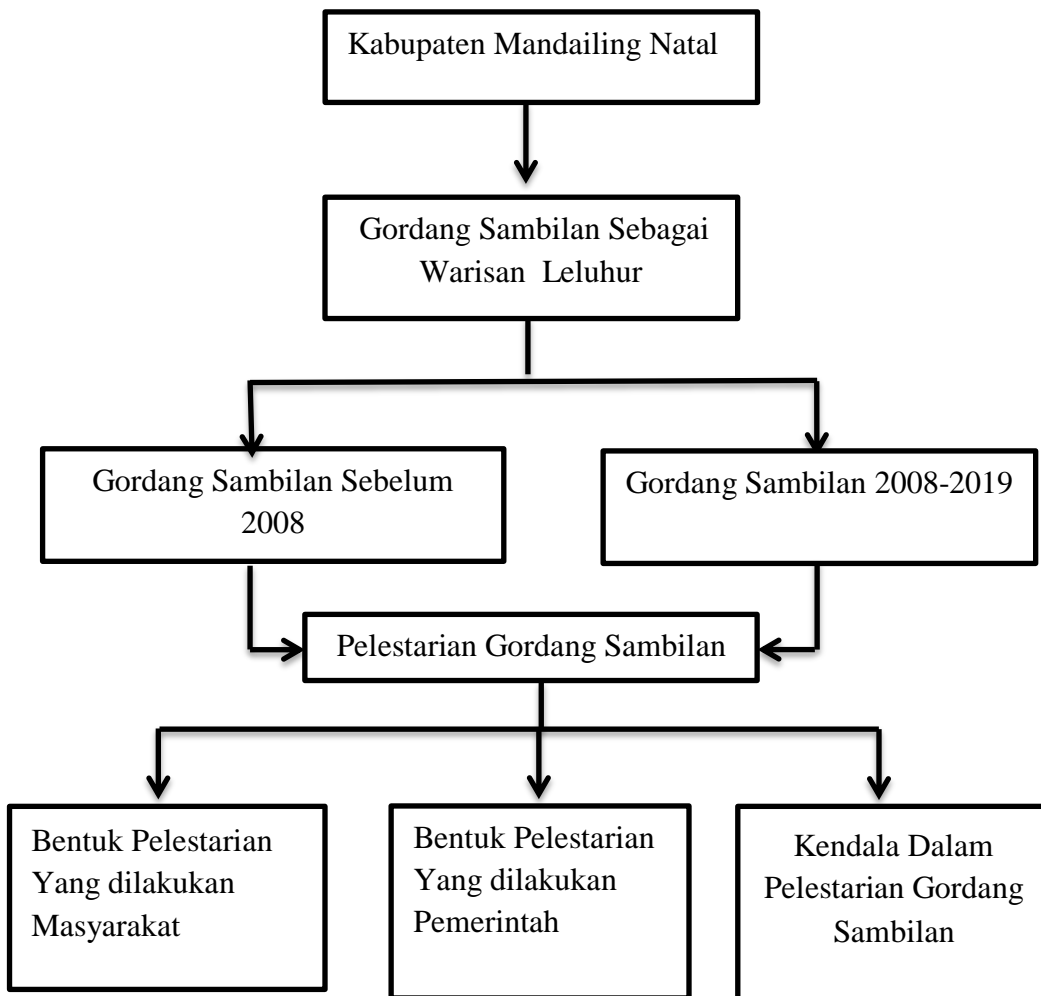 Kabupaten Mandailing Natal
Gordang Sambilan Sebagai
Warisan Leluhur
Gordang Sambilan Sebelum
2008
Gordang Sambilan 2008-2019
Pelestarian Gordang Sambilan
Bentuk Pelestarian
Yang dilakukan
Masyarakat
Bentuk Pelestarian
Yang dilakukan
Pemerintah
Kendala Dalam
Pelestarian Gordang
Sambilan